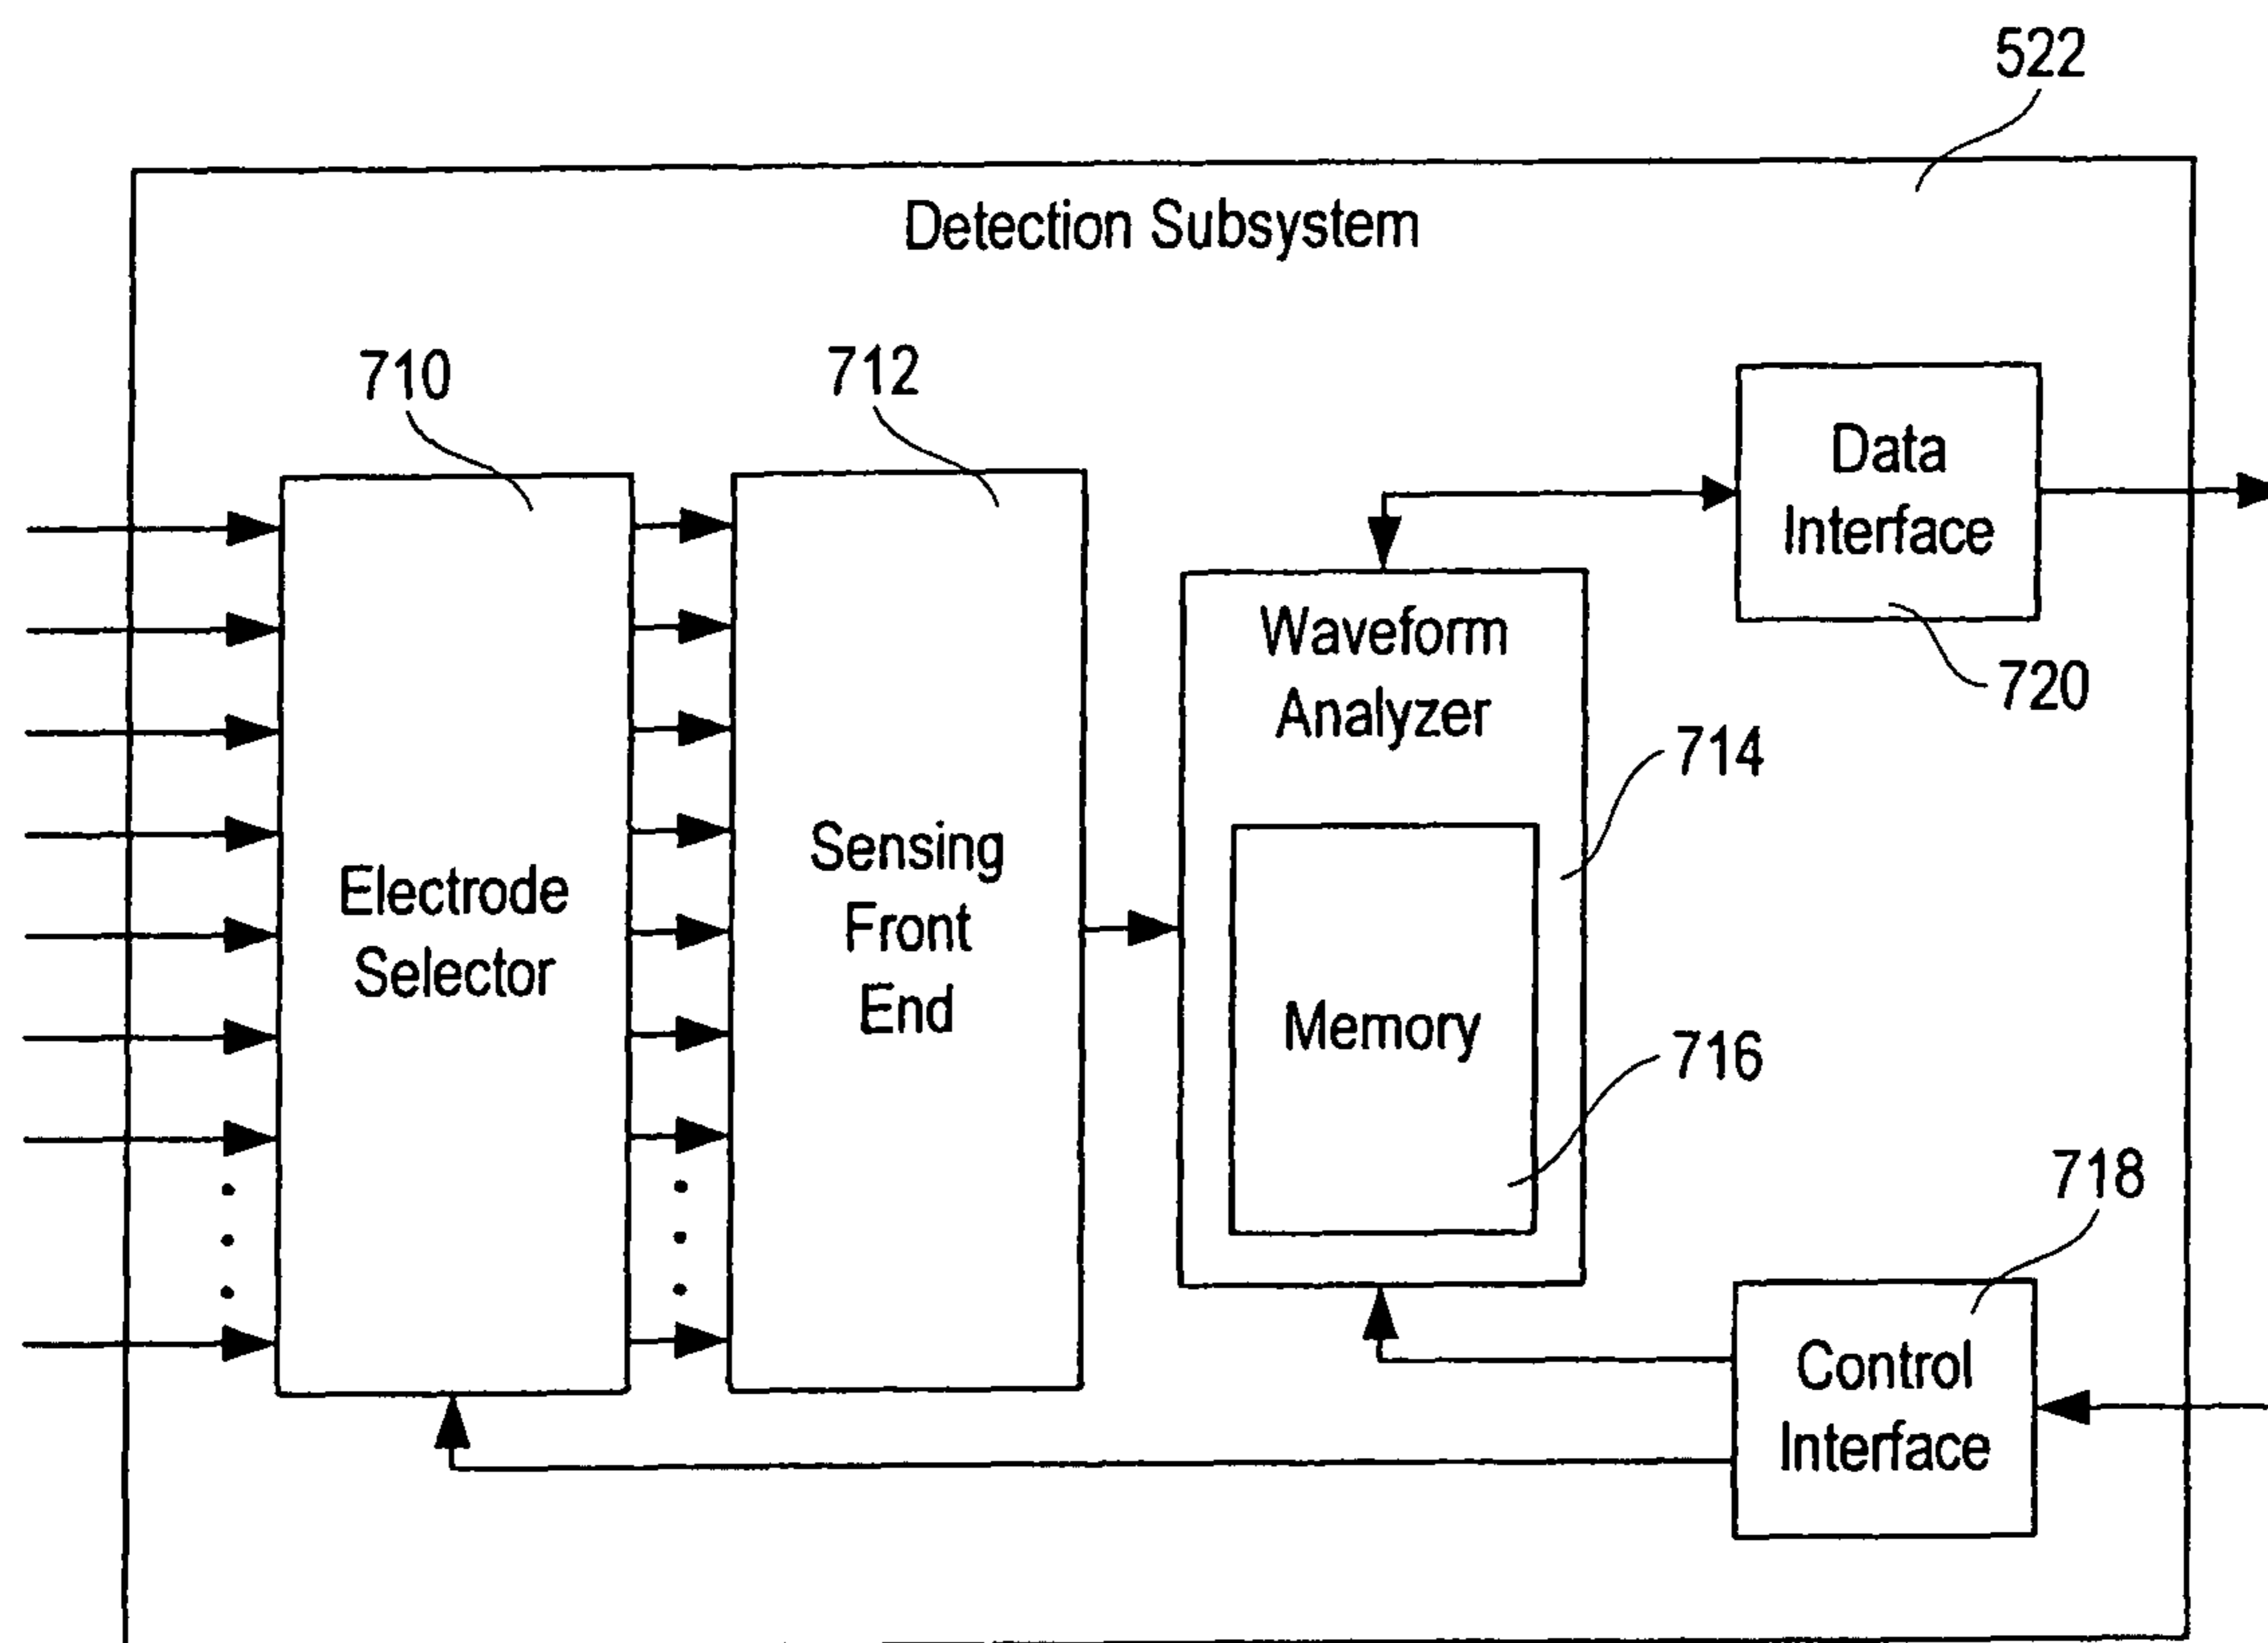 522
Detection Subsystem
710
712
Data
Interface
720
Waveform
Analyzer
714
Electrode
Selector
Sensing
Front
End
Memory
716
718
Control
Interface